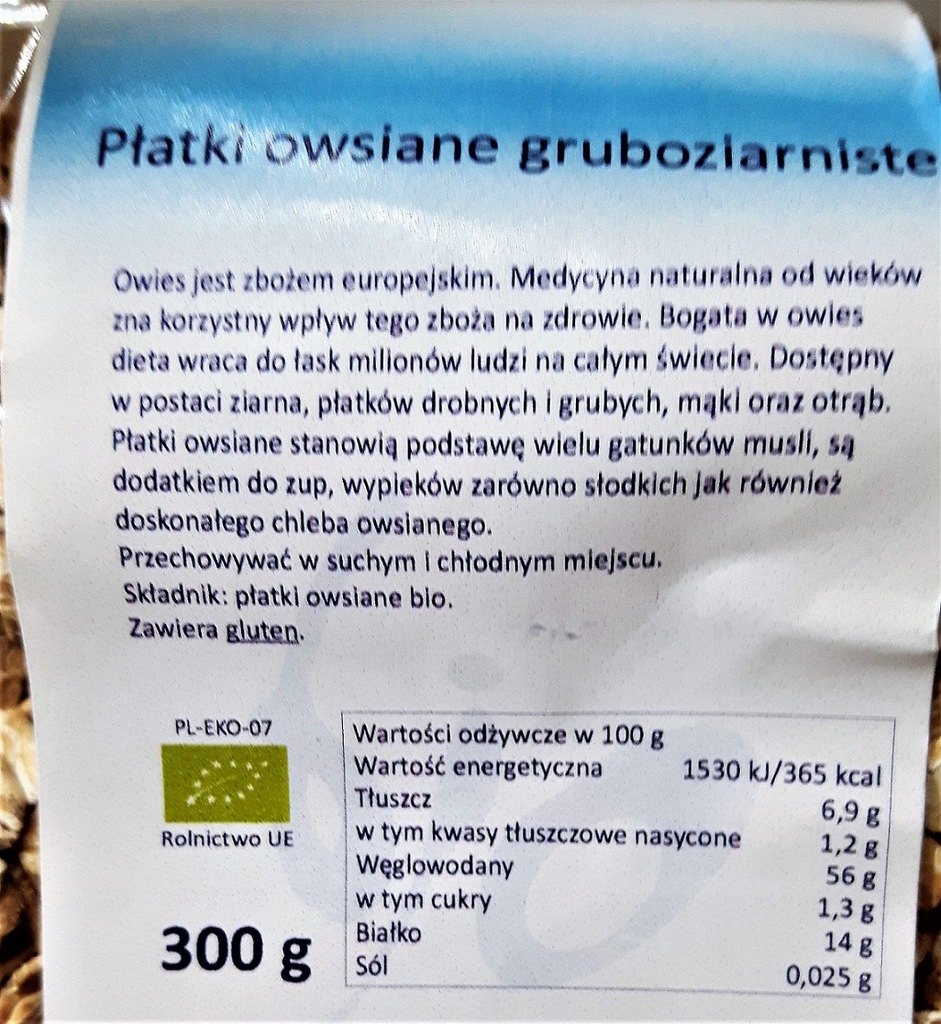 Płatki owsiane gruboziarniste
Owies jest zbożem europejskim. Medycyna naturalna od wieków
zna korzystny wpływ tego zboża na zdrowie. Bogata w owies
dieta wraca do łask milionów ludzi na całym świecie. Dostępny
w postaci ziarna, płatków drobnych i grubych, mąki oraz otrąb.
Płatki owsiane stanowią podstawę wielu gatunków musli, są
dodatkiem do zup, wypieków zarówno słodkich jak również
doskonałego chleba owsianego.
Przechowywać w suchym i chłodnym miejscu.
Składnik: płatki owsiane bio.
Zawiera gluten.
PL-EKO-07
Rolnictwo UE
300 g
Wartości odżywcze w 100 g
Wartość energetyczna 1530 kJ/365 kcal
Tłuszcz 6,9 g
w tym kwasy tłuszczowe nasycone 1,2 g
Węglowodany 56 g
w tym cukry 1,3 g
Białko 14 g
Sól 0,025 g